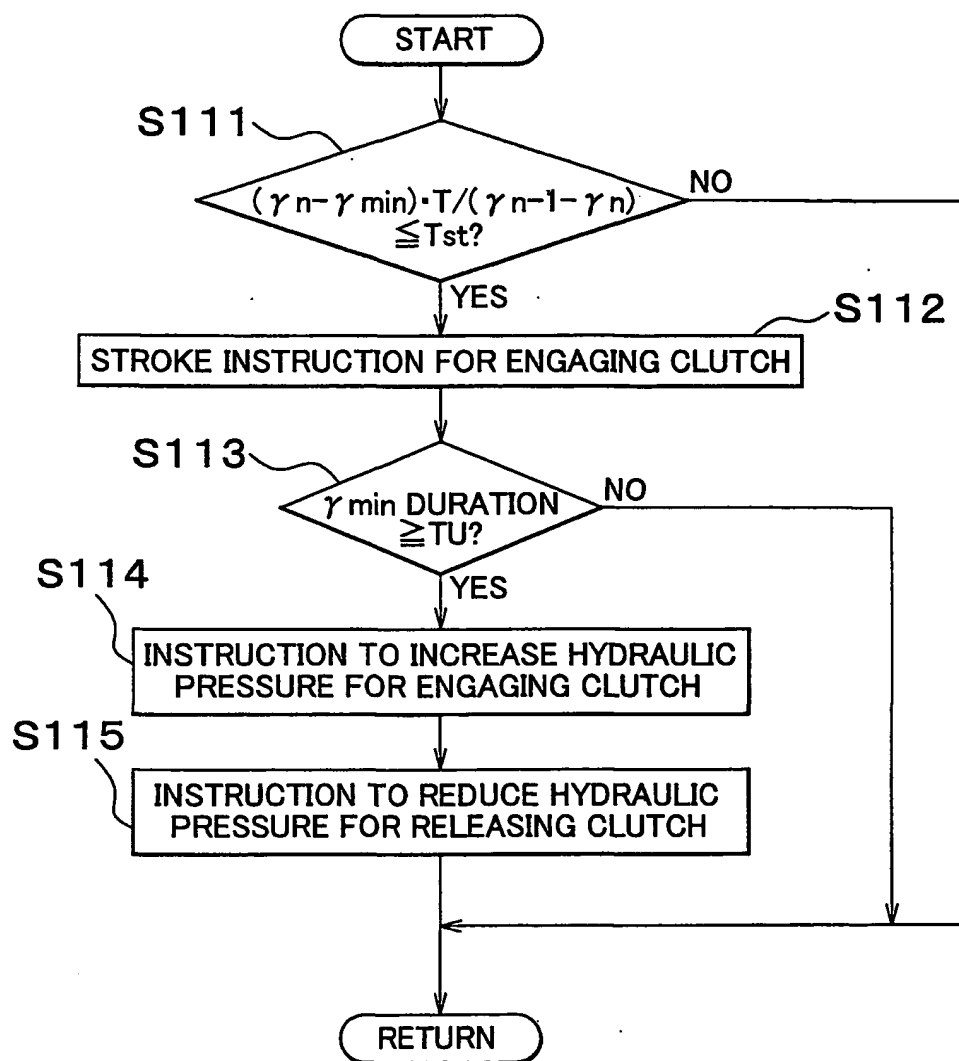 START
S111
(γn-γmin)・T/(γn-1-γn)
≦Tst?
NO
YES
S112
STROKE INSTRUCTION FOR ENGAGING CLUTCH
S113
γmin DURATION
≧TU?
NO
YES
S114
INSTRUCTION TO INCREASE HYDRAULIC
PRESSURE FOR ENGAGING CLUTCH
S115
INSTRUCTION TO REDUCE HYDRAULIC
PRESSURE FOR RELEASING CLUTCH
RETURN